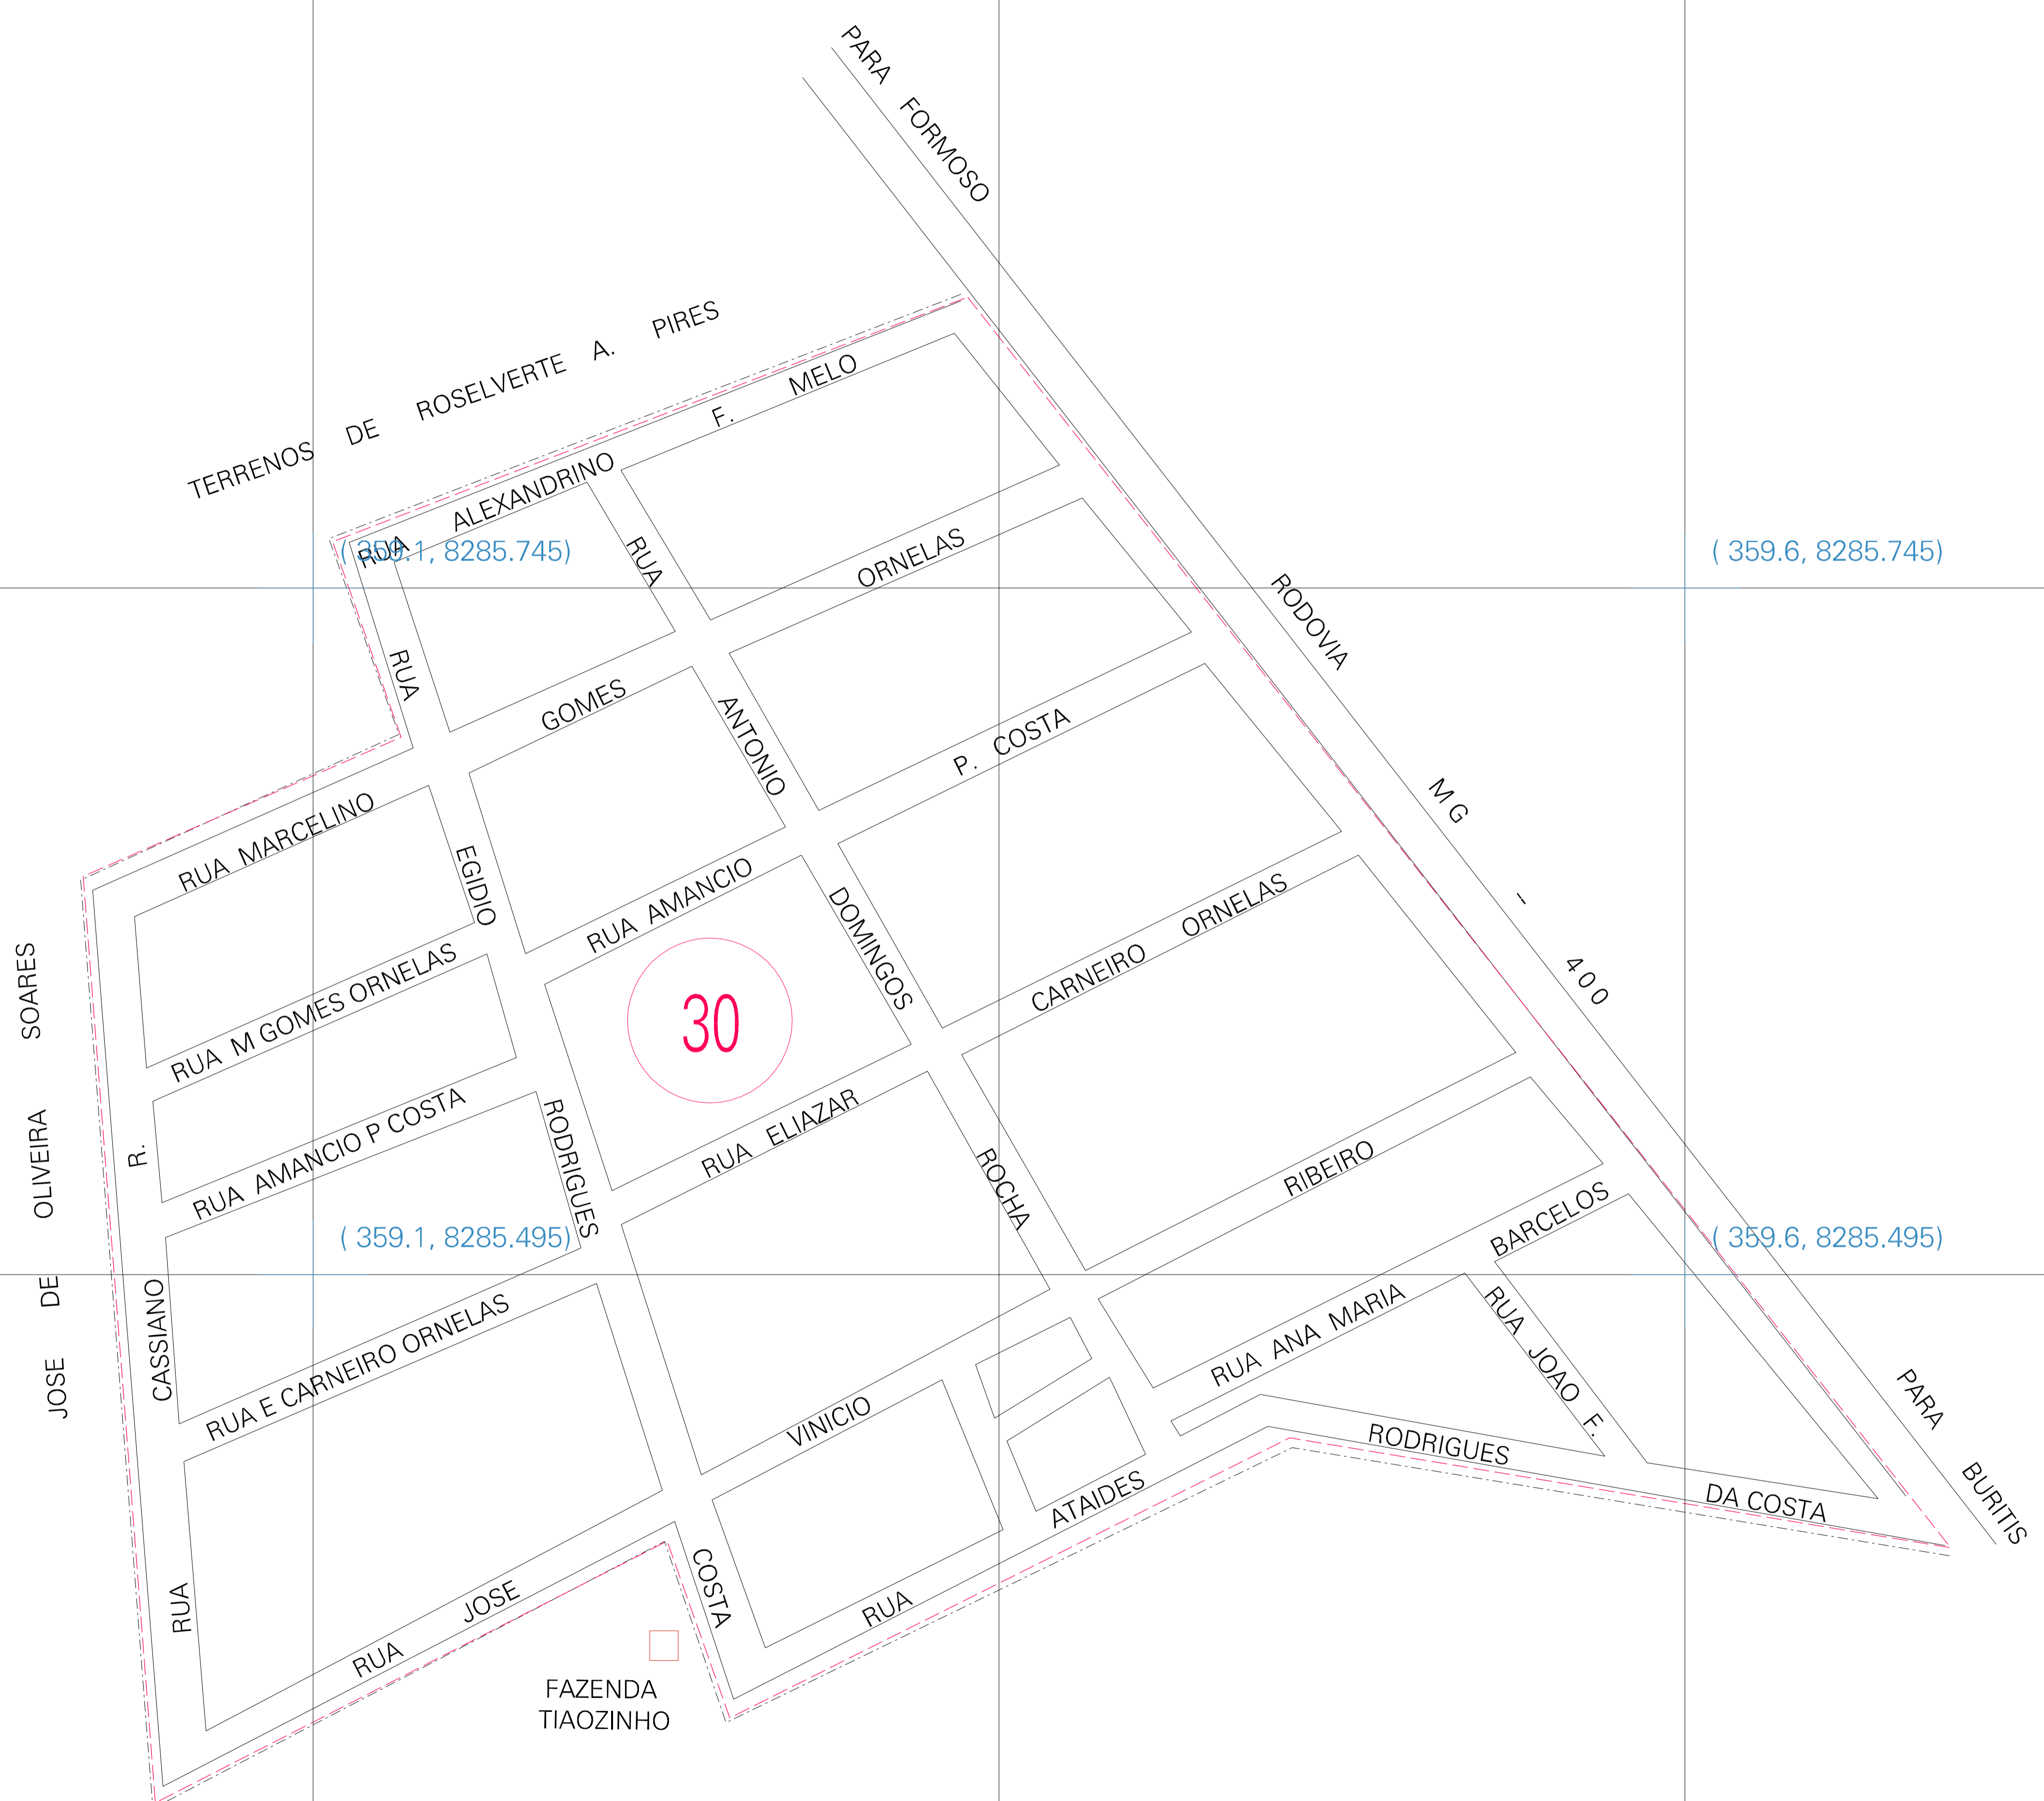 PARA FORMOSO
TERRENOS DE ROSELVERTE A. PIRES
RUA ALEXANDRINO F. MELO
( 359.1, 8285.745)
( 359.6, 8285.745)
RODOVIA MG - 400
RUA ANTONIO DOMINGOS ROCHA
RUA EGIDIO RODRIGUES COSTA
RUA MARCELINO GOMES ORNELAS
RUA AMANCIO P. COSTA
RUA M GOMES ORNELAS
30
RUA ELIAZAR CARNEIRO ORNELAS
RUA AMANCIO P COSTA
JOSE DE OLIVEIRA SOARES
RUA CASSIANO R.
( 359.1, 8285.495)
( 359.6, 8285.495)
RUA E CARNEIRO ORNELAS
RUA JOSE VINICIO RIBEIRO
RUA ANA MARIA BARCELOS
RUA JOAO F.
RUA ATAIDES RODRIGUES DA COSTA
PARA BURITIS
FAZENDA
TIAOZINHO